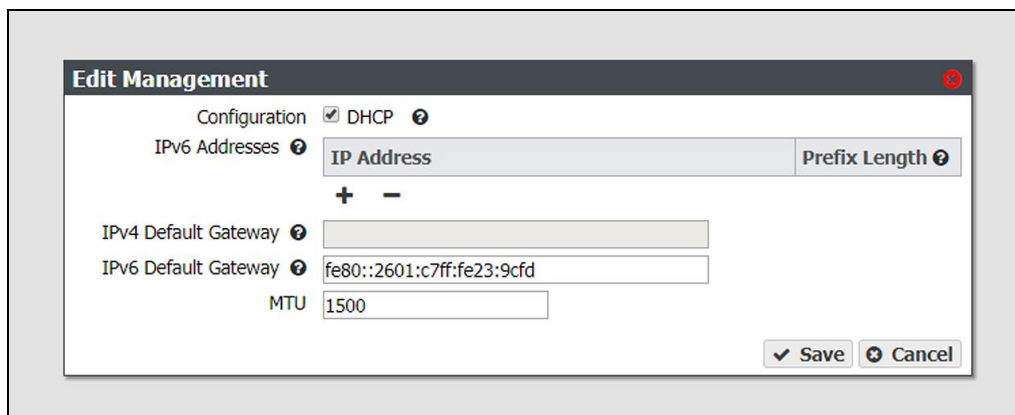 Edit Management
Configuration DHCP
IPv6 Addresses IP Address Prefix Length
IPv4 Default Gateway
IPv6 Default Gateway fe80::2601:c7ff:fe23:9cfd
MTU 1500
Save Cancel